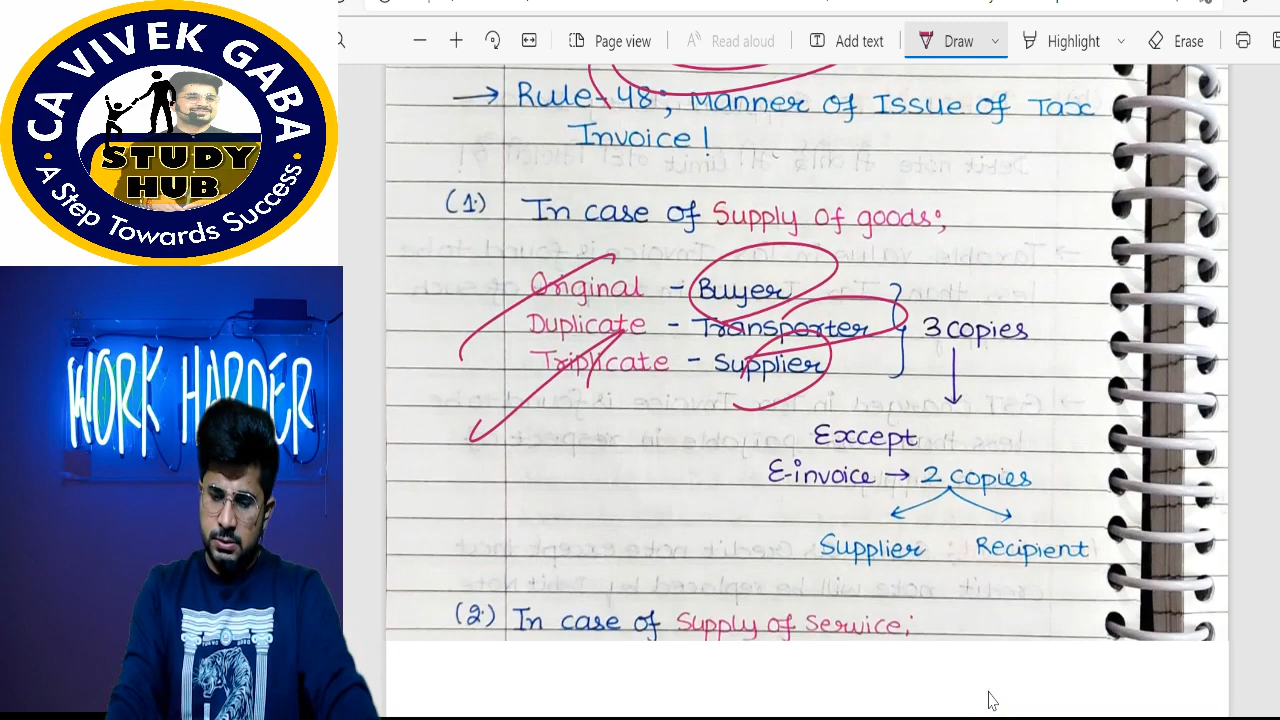 CA VIVEK GABA
STUDY
HUB
• A Step Towards Success •
Page view
Read aloud
Add text
Draw
Highlight
Erase
→ Rule-48; Manner of Issue of Tax
Invoice!
(1.) In case of Supply of goods;
Original - Buyer
Duplicate - Transporter
Triplicate - Supplier
3 copies
Except
E-invoice → 2 copies
Supplier Recipient
(2.) In case of Supply of Service;
WORK HARDER